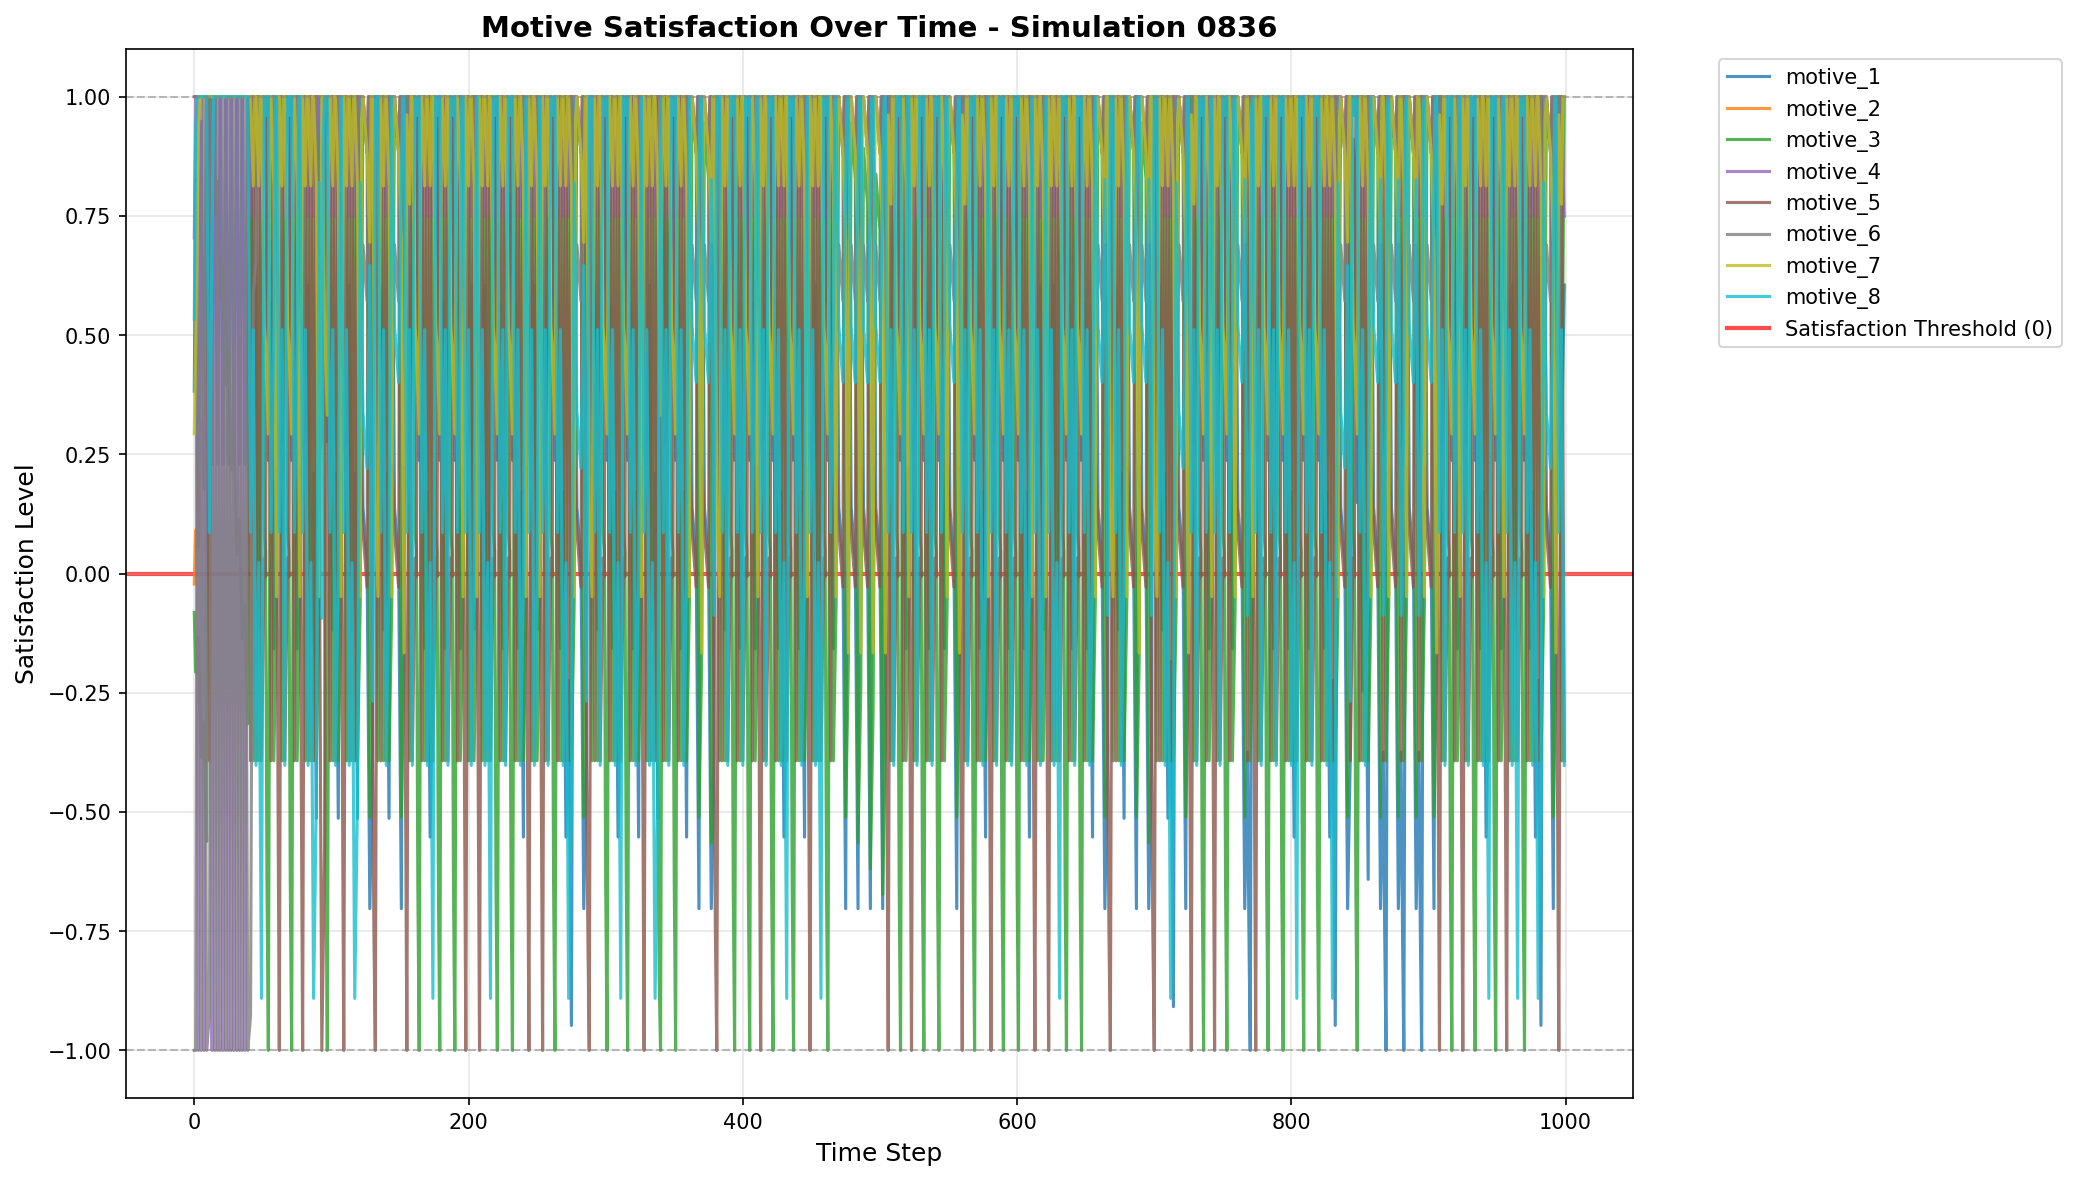 Motive Satisfaction Over Time - Simulation 0836
Satisfaction Level
1.00
0.75
0.50
0.25
0.00
−0.25
−0.50
−0.75
−1.00
0
200
400
600
800
1000
Time Step
motive_1
motive_2
motive_3
motive_4
motive_5
motive_6
motive_7
motive_8
Satisfaction Threshold (0)